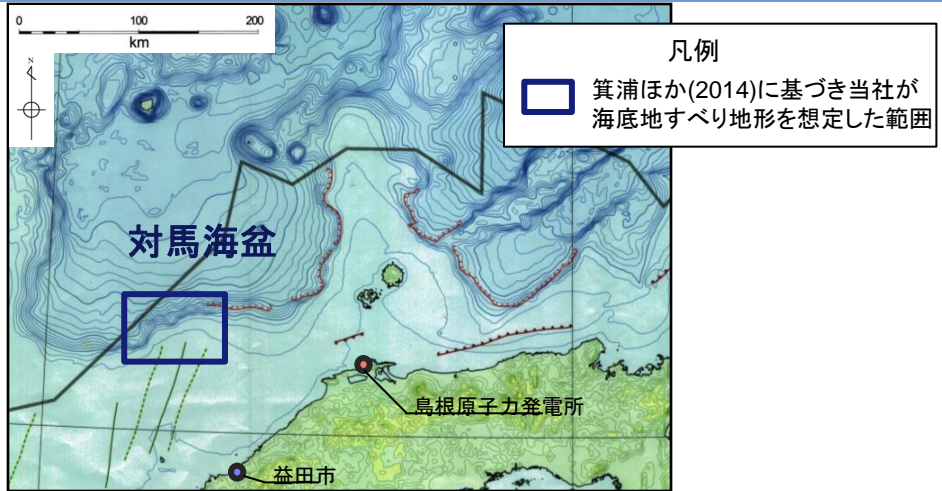 0 100 200
km
N
凡例
箕浦ほか(2014)に基づき当社が
海底地すべり地形を想定した範囲
対馬海盆
島根原子力発電所
益田市